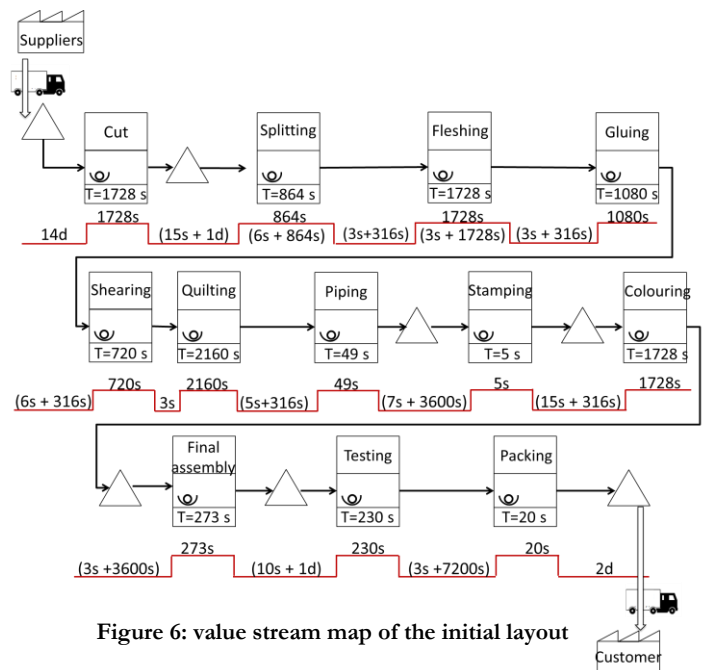 Suppliers
Cut
Splitting
Fleshing
Gluing
T=1728 s
T=864 s
T=1728 s
T=1080 s
1728s
864s
1728s
1080s
14d
(15s + 1d)
(6s + 864s)
(3s+316s)
(3s + 1728s)
(3s + 316s)
Shearing
Quilting
Piping
Stamping
Colouring
T=720 s
T=2160 s
T=49 s
T=5 s
T=1728 s
720s
2160s
49s
5s
1728s
(6s + 316s)
3s
(5s+316s)
(7s + 3600s)
(15s + 316s)
Final
assembly
Testing
Packing
T=273 s
T=230 s
T=20 s
273s
230s
20s
(3s +3600s)
(10s + 1d)
(3s +7200s)
2d
Figure 6: value stream map of the initial layout
Customer